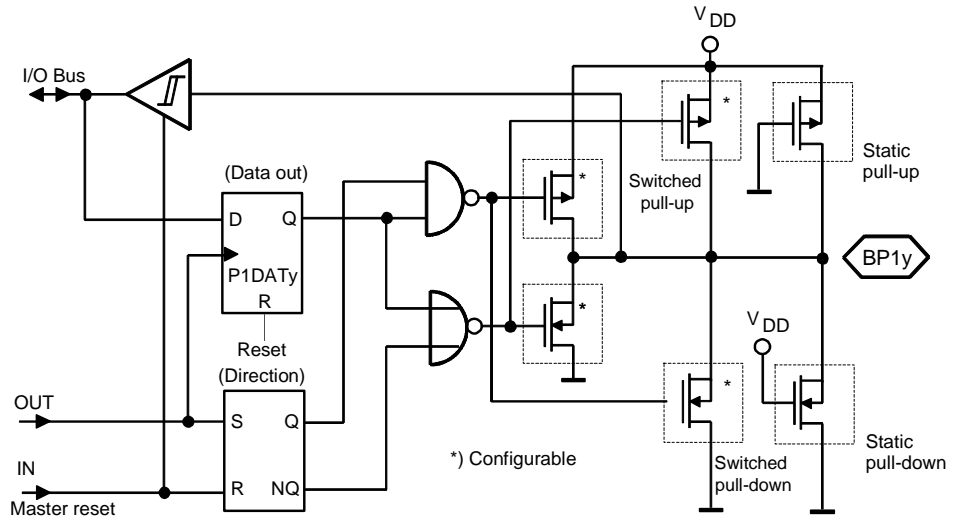 V DD
I/O Bus
*
*
Static
pull-up
(Data out)
Switched
pull-up
D
Q
P1DATy
R
BP1y
*
Reset
(Direction)
V DD
*
OUT
S
Q
*) Configurable
Switched
pull-down
Static
pull-down
IN
R
NQ
Master reset